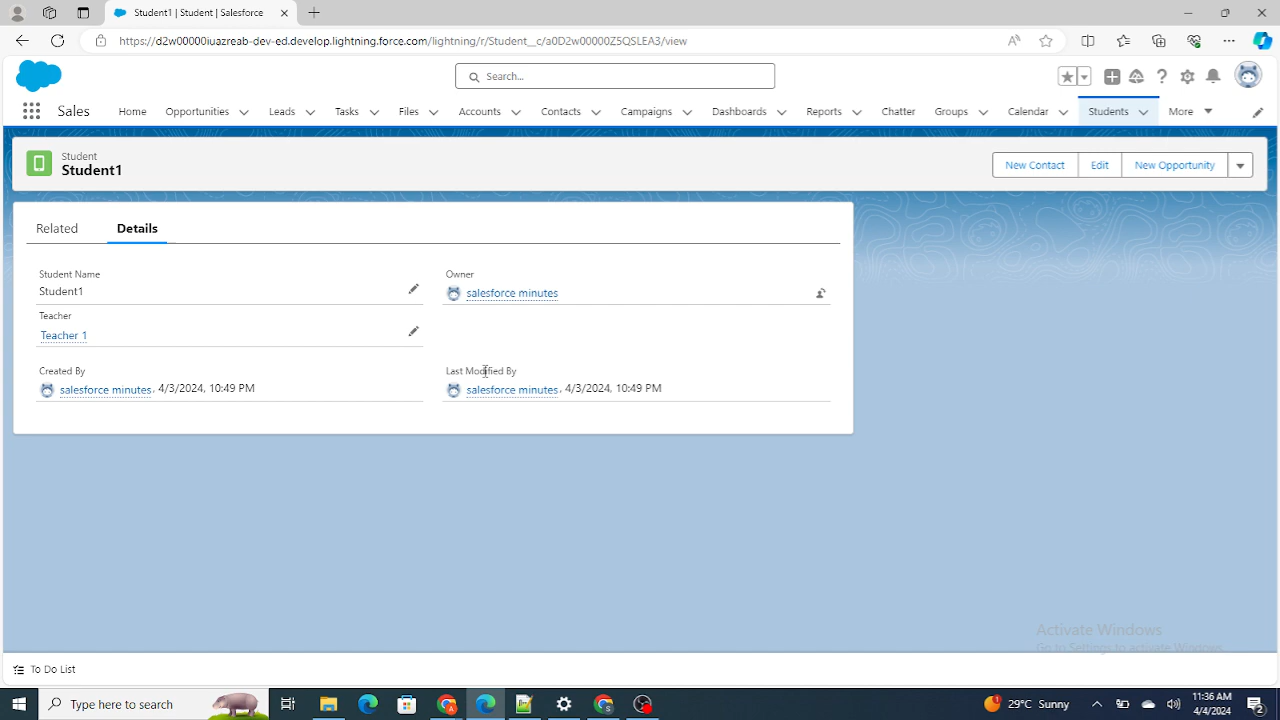 Student1 | Student | Salesforce
https://d2w00000iuazreab-dev-ed.develop.lightning.force.com/lightning/r/Student__c/a0D2w00000Z5QSLEA3/view
Search...
Sales
Home
Opportunities
Leads
Tasks
Files
Accounts
Contacts
Campaigns
Dashboards
Reports
Chatter
Groups
Calendar
Students
More
Student
Student1
New Contact
Edit
New Opportunity
Related
Details
Student Name
Student1
Owner
salesforce minutes
Teacher
Teacher 1
Created By
salesforce minutes, 4/3/2024, 10:49 PM
Last Modified By
salesforce minutes, 4/3/2024, 10:49 PM
Activate Windows
Go to Settings to activate Windows.
To Do List
Type here to search
29°C Sunny
11:36 AM
4/4/2024
2